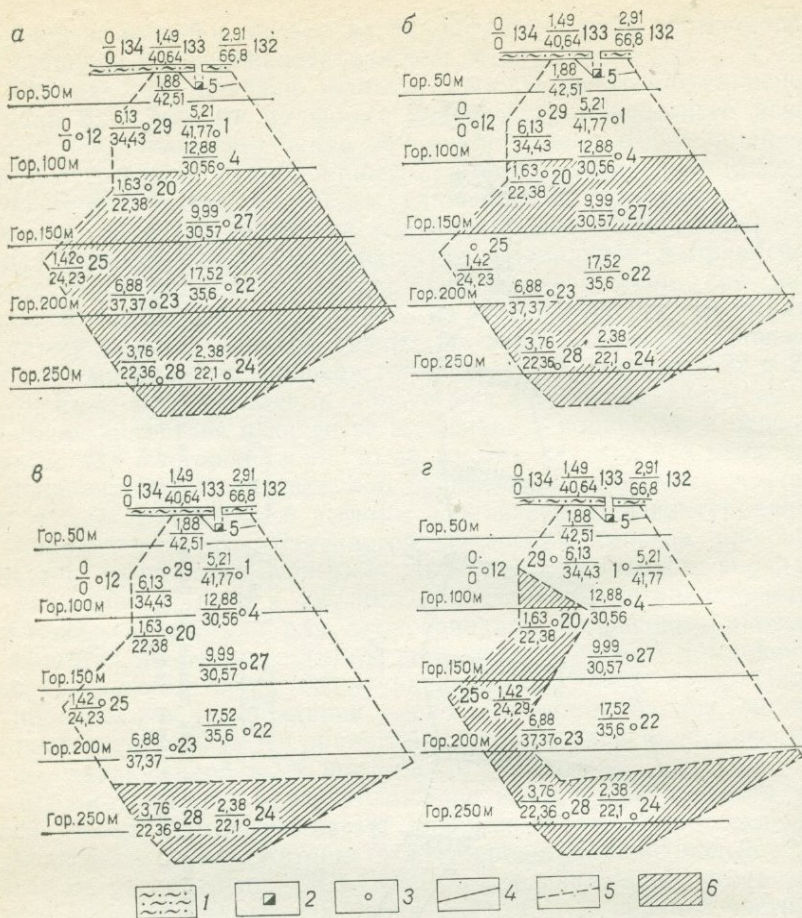 а
0/0 134 1,49/40,64 133 2,91/66,8 132
1,88/42,51 5
Гор. 50 м
0/0 12 6,13/34,43 29 5,21/41,77 1
Гор. 100 м 12,88/30,56 4
1,63/22,38 20
Гор. 150 м 9,99/30,57 27
1,42/24,23 25
Гор. 200 м 6,88/37,37 23 17,52/35,6 22
Гор. 250 м 3,76/22,36 28 2,38/22,1 24
б
0/0 134 1,49/40,64 133 2,91/66,8 132
1,88/42,51 5
Гор. 50 м
0/0 12 6,13/34,43 29 5,21/41,77 1
Гор. 100 м 12,88/30,56 4
1,63/22,38 20
Гор. 150 м 9,99/30,57 27
1,42/24,23 25
Гор. 200 м 6,88/37,37 23 17,52/35,6 22
Гор. 250 м 3,76/22,36 28 2,38/22,1 24
в
0/0 134 1,49/40,64 133 2,91/66,8 132
1,88/42,51 5
Гор. 50 м
0/0 12 6,13/34,43 29 5,21/41,77 1
Гор. 100 м 12,88/30,56 4
1,63/22,38 20
Гор. 150 м 9,99/30,57 27
1,42/24,23 25
Гор. 200 м 6,88/37,37 23 17,52/35,6 22
Гор. 250 м 3,76/22,36 28 2,38/22,1 24
г
0/0 134 1,49/40,64 133 2,91/66,8 132
1,88/42,51 5
Гор. 50 м
0/0 12 29 6,13/34,43 1 5,21/41,77
Гор. 100 м 12,88/30,56 4
1,63/22,38 20
Гор. 150 м 9,99/30,57 27
25 1,42/24,29
Гор. 200 м 6,88/37,37 23 17,52/35,6 22
Гор. 250 м 3,76/22,36 28 2,38/22,1 24
1 2 3 4 5 6